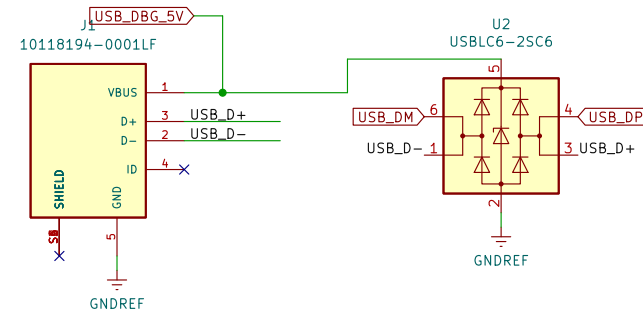 USB_DBG_5V
J1
10118194-0001LF
VBUS
1
D+
3
USB_D+
D-
2
USB_D-
ID
4
SHIELD
GND
5
GNDREF
U2
USBLC6-2SC6
5
USB_DM
6
4
USB_DP
USB_D-
1
3
USB_D+
2
GNDREF